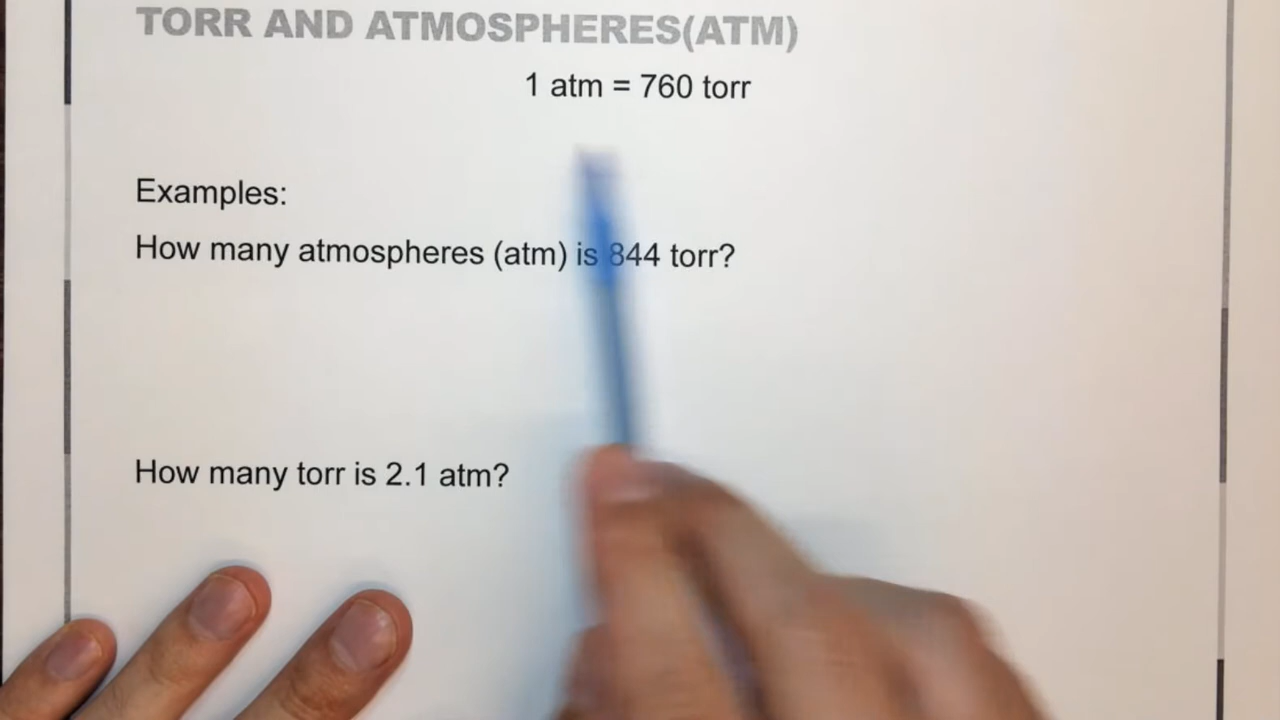 TORR AND ATMOSPHERES(ATM)
1 atm = 760 torr
Examples:
How many atmospheres (atm) is 844 torr?
How many torr is 2.1 atm?